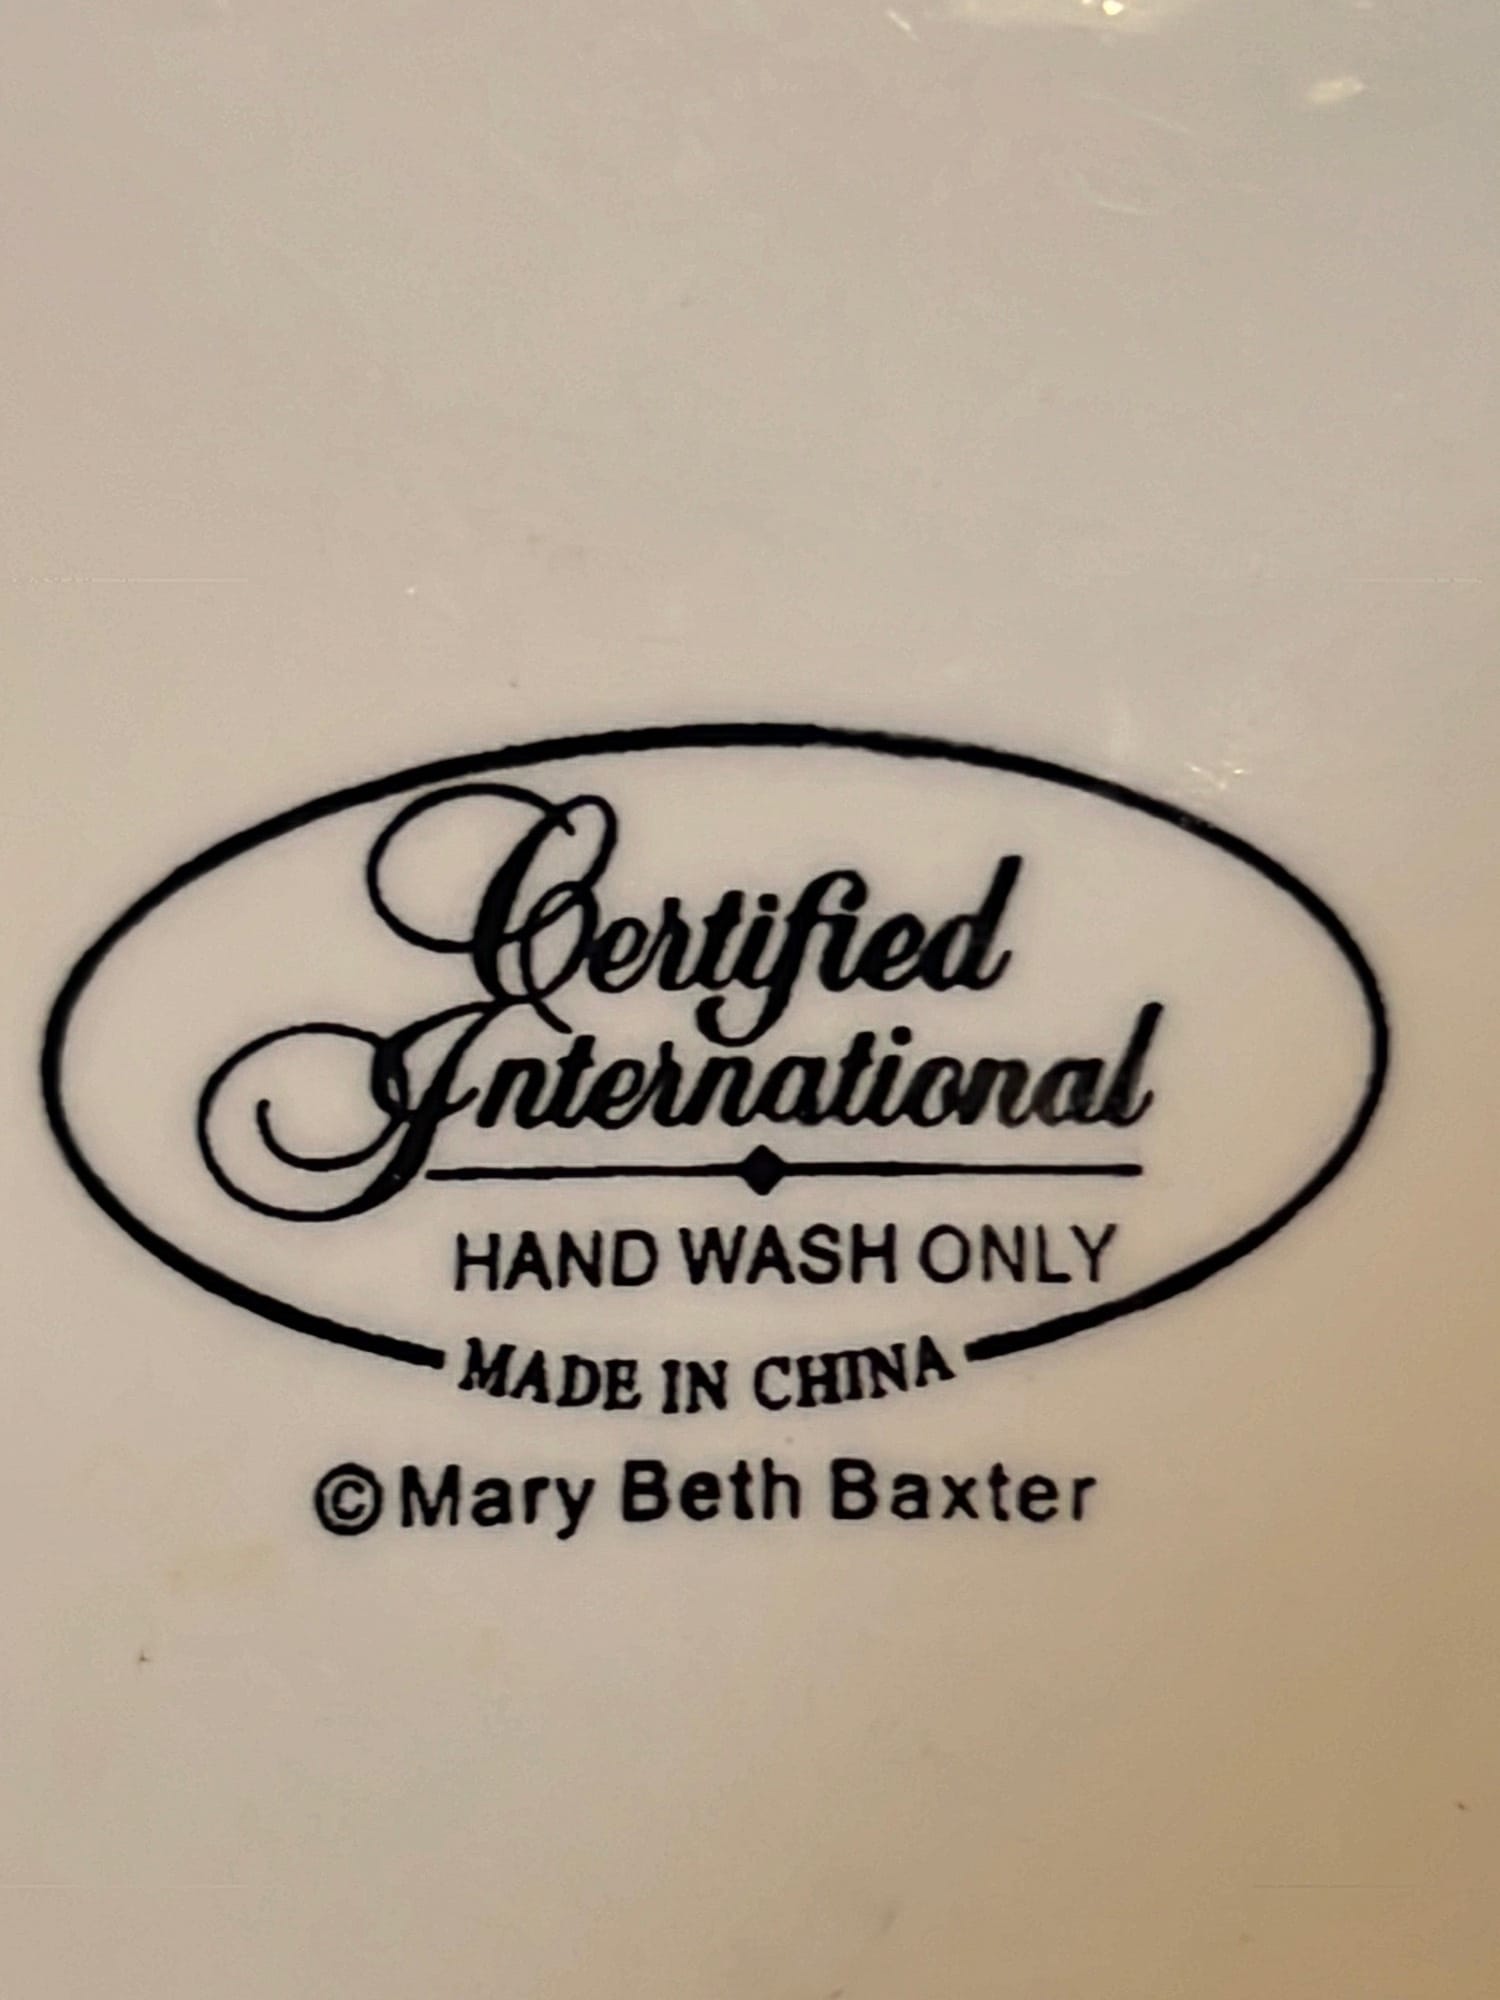 Certified
International
HAND WASH ONLY
MADE IN CHINA
©Mary Beth Baxter